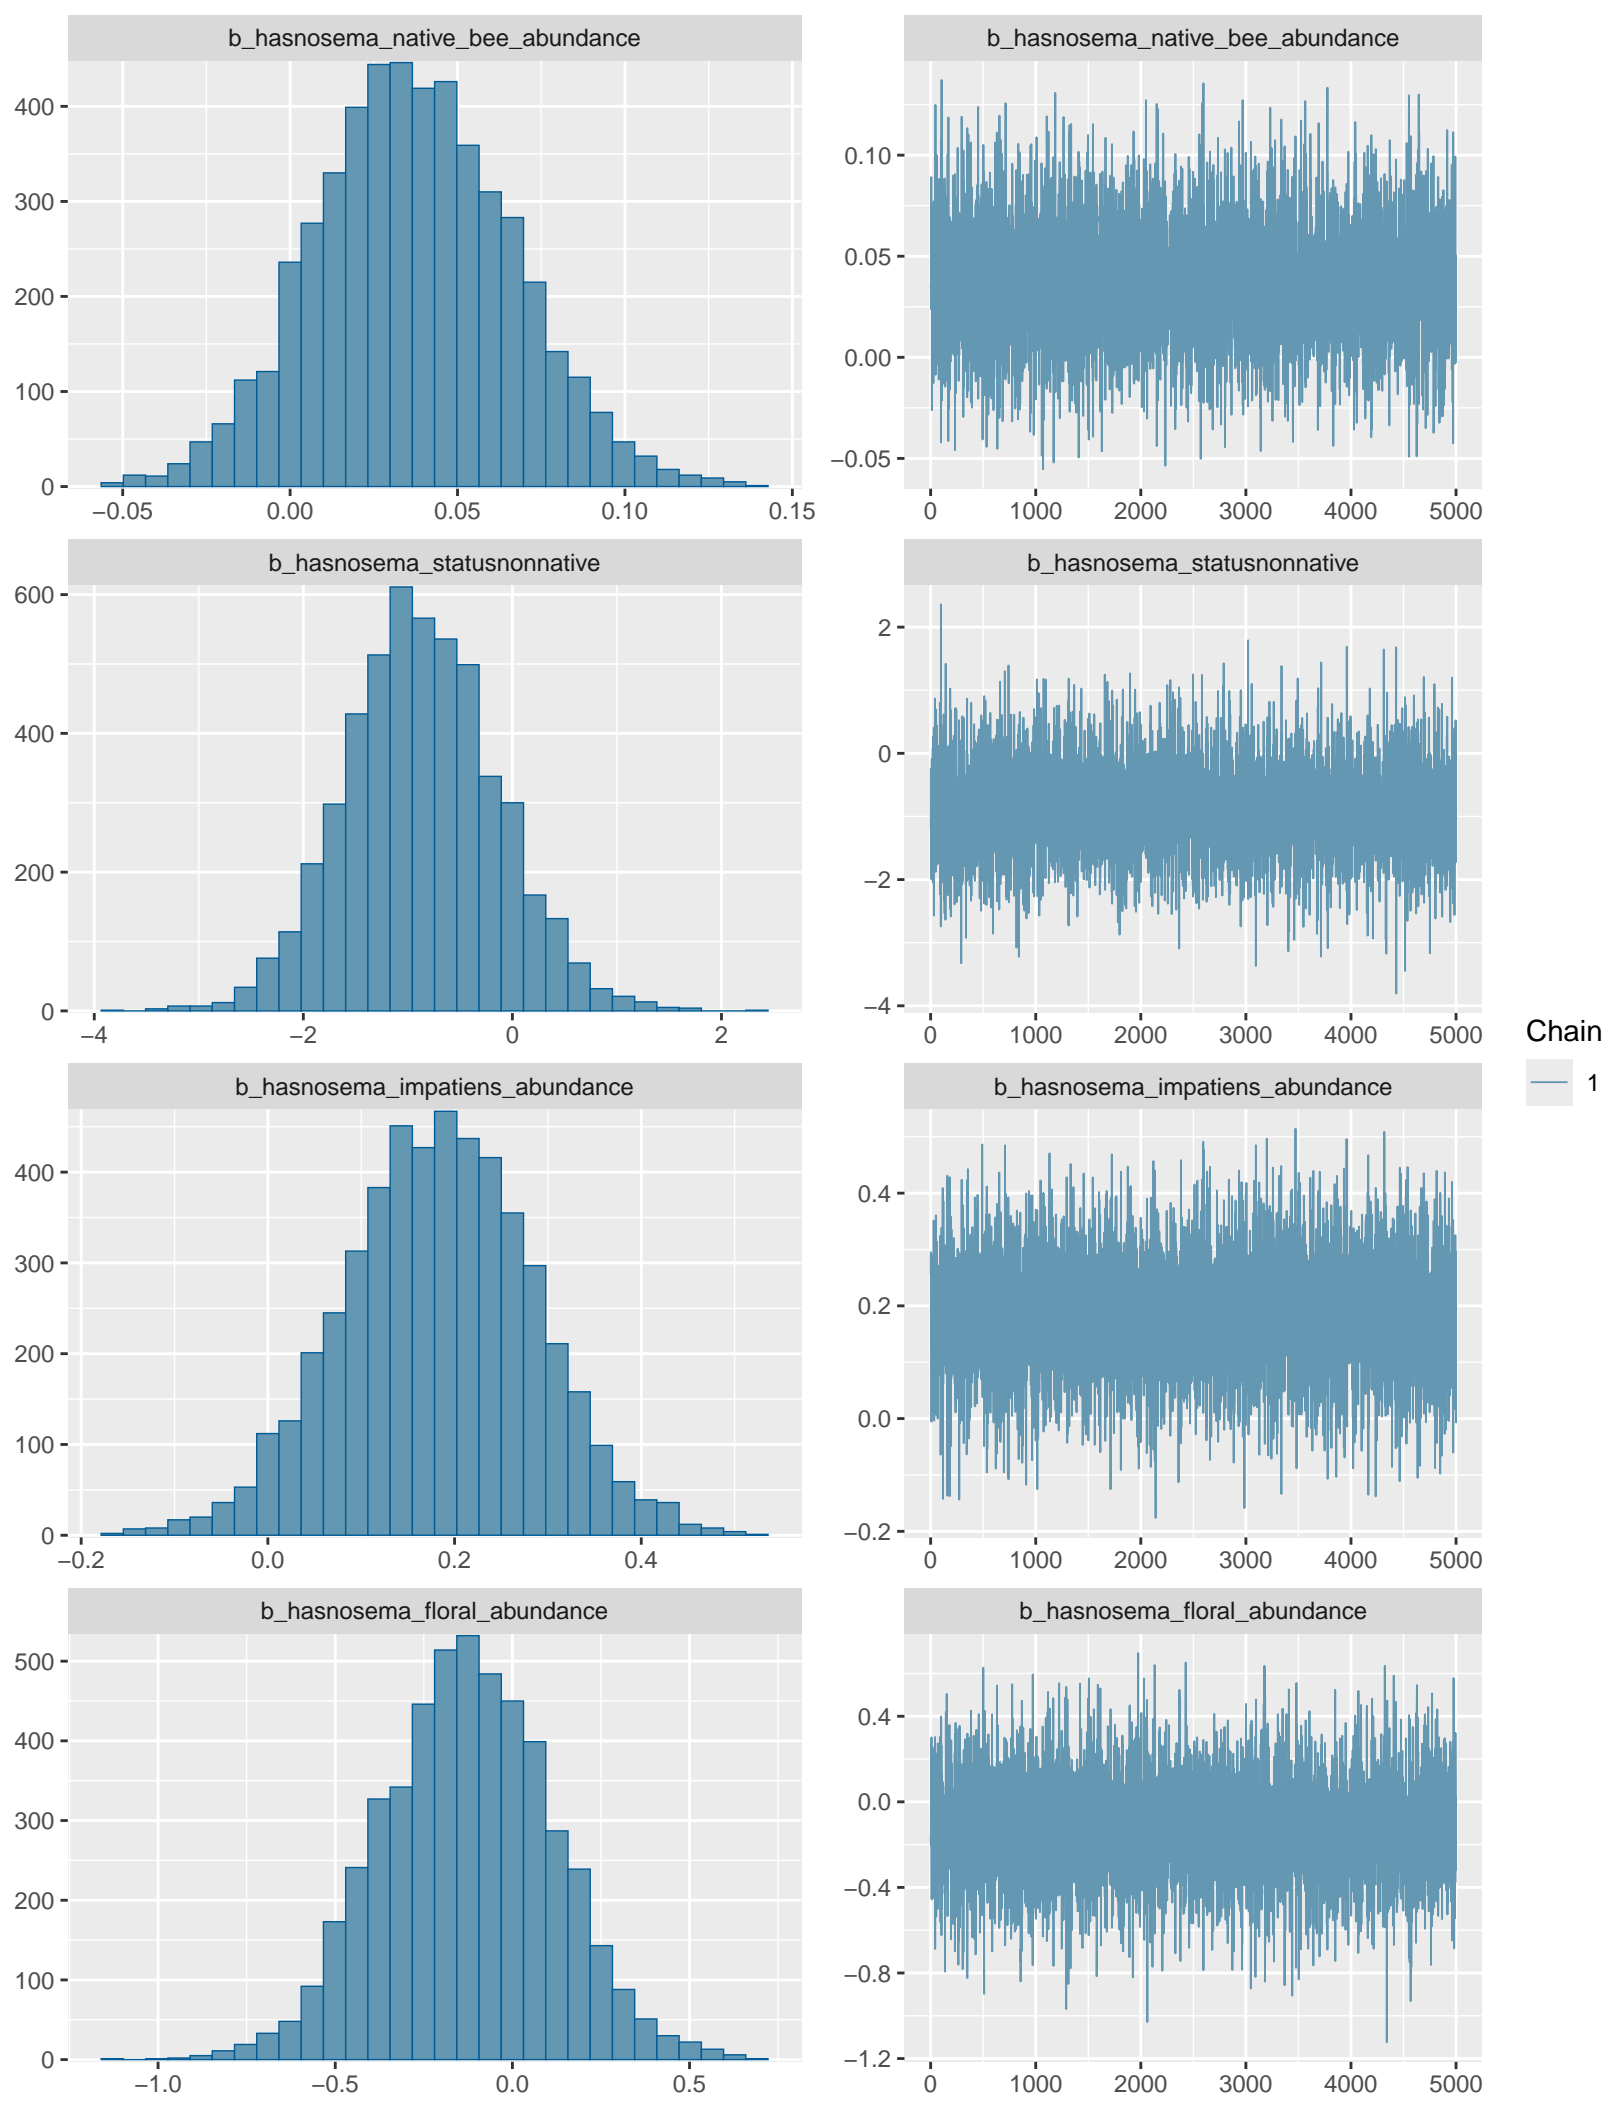 b_hasnosema_native_bee_abundance
b_hasnosema_native_bee_abundance
400
300
200
100
0
−0.05 0.00 0.05 0.10 0.15
0.10
0.05
0.00
−0.05
0 1000 2000 3000 4000 5000
b_hasnosema_statusnonnative
b_hasnosema_statusnonnative
600
400
200
0
−4 −2 0 2
2
0
−2
−4
0 1000 2000 3000 4000 5000
Chain
1
b_hasnosema_impatiens_abundance
b_hasnosema_impatiens_abundance
400
300
200
100
0
−0.2 0.0 0.2 0.4
0.4
0.2
0.0
−0.2
0 1000 2000 3000 4000 5000
b_hasnosema_floral_abundance
b_hasnosema_floral_abundance
500
400
300
200
100
0
−1.0 −0.5 0.0 0.5
0.4
0.0
−0.4
−0.8
−1.2
0 1000 2000 3000 4000 5000